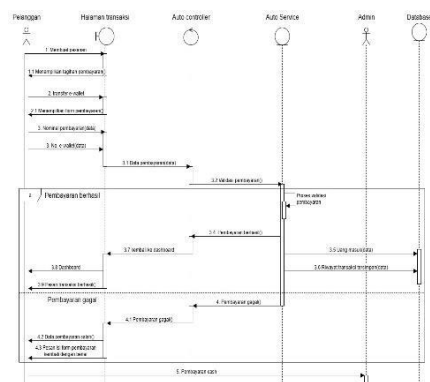 Pelanggan
Halaman transaksi
Auto controller
Auto Service
Admin
Database
1. Membuat pesanan
1.1 Menampilkan tagihan pembayaran()
2. transfer e-wallet
2.1 Menampilkan form pembayaran()
3. Nominal pembayaran(data)
3. No. e-wallet(data)
3.1 Data pembayaran(data)
3.2 Validasi pembayaran()
Pembayaran berhasil
Proses validasi
pembayaran
3.4. Pembayaran berhasil()
3.5 Uang masuk(data)
3.6 Riwayat transaksi tersimpan(data)
3.7 kembali ke dashboard
3.8 Dashboard
3.9 Pesan transaksi berhasil()
Pembayaran gagal
4. Pembayaran gagal()
4.1 Pembayaran gagal()
4.2 Data pembayaran salah()
4.3 Pesan isi form pembayaran
kembali dengan benar
5. Pembayaran cash